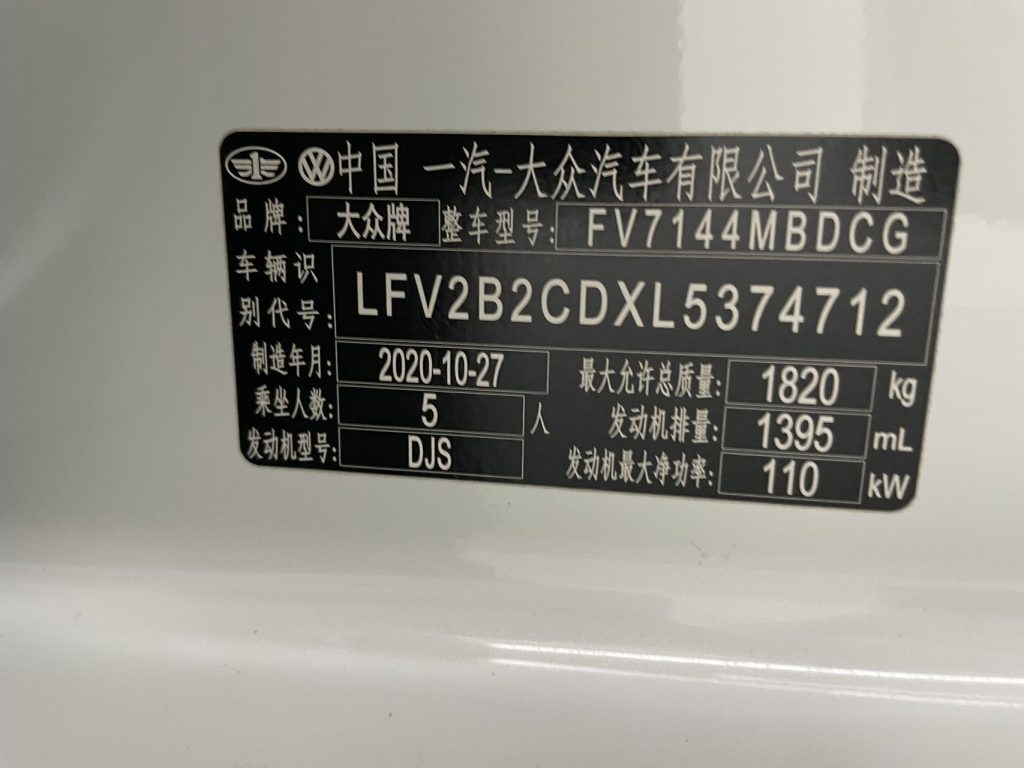 中国 一汽-大众汽车有限公司 制造
品牌: 大众牌 整车型号: FV7144MBDCG
车辆识
别代号: LFV2B2CDXL5374712
制造年月: 2020-10-27 最大允许总质量: 1820 kg
乘坐人数: 5 人 发动机排量: 1395 mL
发动机型号: DJS 发动机最大净功率: 110 kW